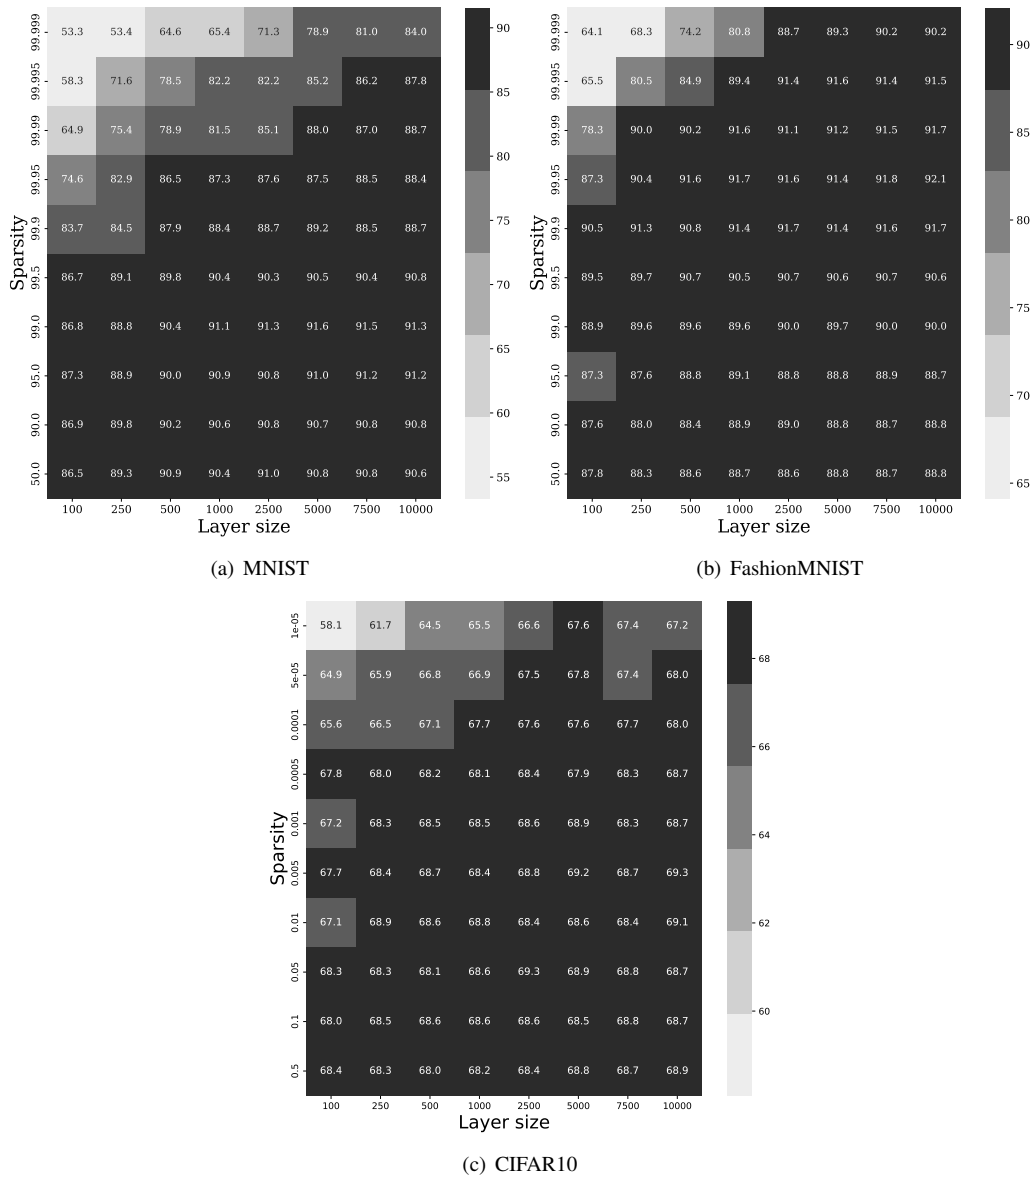 99.999 53.3 53.4 64.6 65.4 71.3 78.9 81.0 84.0
99.995 58.3 71.6 78.5 82.2 82.2 85.2 86.2 87.8
99.99 64.9 75.4 78.9 81.5 85.1 88.0 87.0 88.7
99.95 74.6 82.9 86.5 87.3 87.6 87.5 88.5 88.4
99.9 83.7 84.5 87.9 88.4 88.7 89.2 88.5 88.7
99.5 86.7 89.1 89.8 90.4 90.3 90.5 90.4 90.8
99.0 86.8 88.8 90.4 91.1 91.3 91.6 91.5 91.3
95.0 87.3 88.9 90.0 90.9 90.8 91.0 91.2 91.2
90.0 86.9 89.8 90.2 90.6 90.8 90.7 90.8 90.8
50.0 86.5 89.3 90.9 90.4 91.0 90.8 90.8 90.6
Sparsity
100 250 500 1000 2500 5000 7500 10000
Layer size
90
85
80
75
70
65
60
55
(a) MNIST
99.999 64.1 68.3 74.2 80.8 88.7 89.3 90.2 90.2
99.995 65.5 80.5 84.9 89.4 91.4 91.6 91.4 91.5
99.99 78.3 90.0 90.2 91.6 91.1 91.2 91.5 91.7
99.95 87.3 90.4 91.6 91.7 91.6 91.4 91.8 92.1
99.9 90.5 91.3 90.8 91.4 91.7 91.4 91.6 91.7
99.5 89.5 89.7 90.7 90.5 90.7 90.6 90.7 90.6
99.0 88.9 89.6 89.6 89.6 90.0 89.7 90.0 90.0
95.0 87.3 87.6 88.8 89.1 88.8 88.8 88.9 88.7
90.0 87.6 88.0 88.4 88.9 89.0 88.8 88.7 88.8
50.0 87.8 88.3 88.6 88.7 88.6 88.8 88.7 88.8
Sparsity
100 250 500 1000 2500 5000 7500 10000
Layer size
90
85
80
75
70
65
(b) FashionMNIST
1e-05 58.1 61.7 64.5 65.5 66.6 67.6 67.4 67.2
5e-05 64.9 65.9 66.8 66.9 67.5 67.8 67.4 68.0
0.0001 65.6 66.5 67.1 67.7 67.6 67.6 67.7 68.0
0.0005 67.8 68.0 68.2 68.1 68.4 67.9 68.3 68.7
0.001 67.2 68.3 68.5 68.5 68.6 68.9 68.3 68.7
0.005 67.7 68.4 68.7 68.4 68.8 69.2 68.7 69.3
0.01 67.1 68.9 68.6 68.8 68.4 68.6 68.4 69.1
0.05 68.3 68.3 68.1 68.6 69.3 68.9 68.8 68.7
0.1 68.0 68.5 68.6 68.6 68.6 68.5 68.8 68.7
0.5 68.4 68.3 68.0 68.2 68.4 68.8 68.7 68.9
Sparsity
100 250 500 1000 2500 5000 7500 10000
Layer size
68
66
64
62
60
(c) CIFAR10